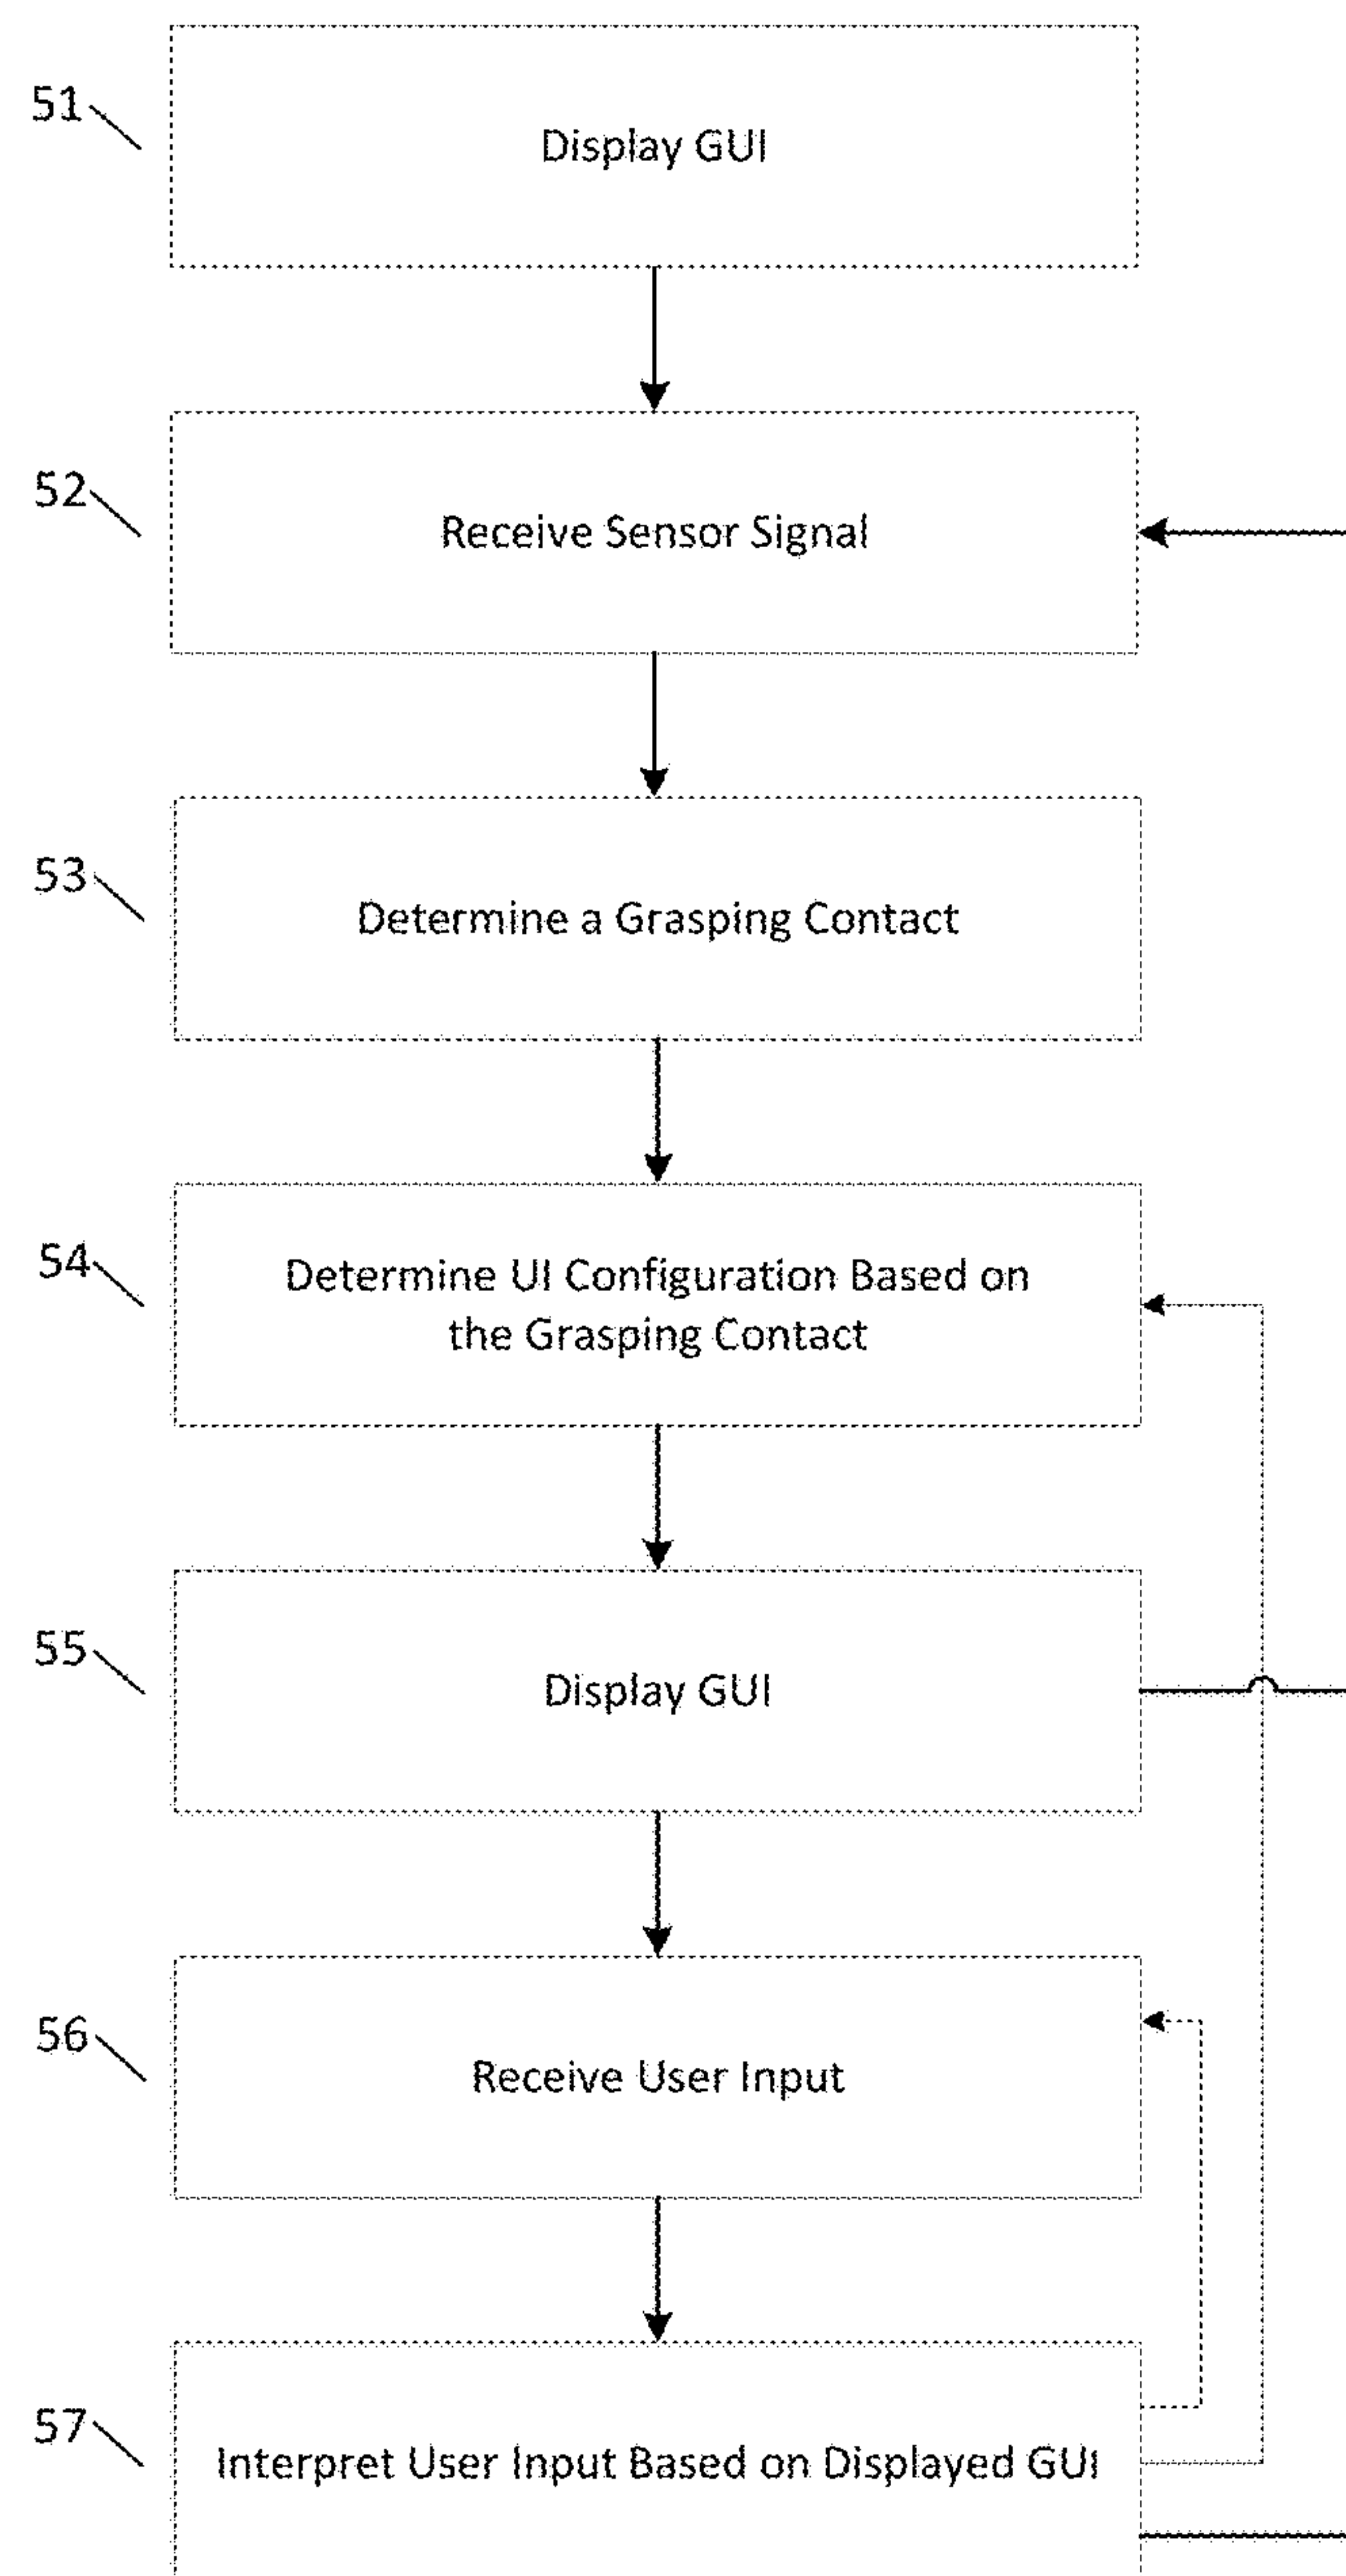 51
Display GUI
52
Receive Sensor Signal
53
Determine a Grasping Contact
54
Determine UI Configuration Based on
the Grasping Contact
55
Display GUI
56
Receive User Input
57
Interpret User Input Based on Displayed GUI